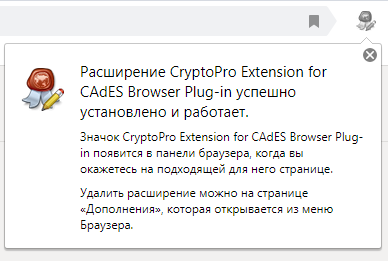 Расширение CryptoPro Extension for
CAdES Browser Plug-in успешно
установлено и работает.
Значок CryptoPro Extension for CAdES Browser Plug-
in появится в панели браузера, когда вы
окажетесь на подходящей для него странице.
Удалить расширение можно на странице
«Дополнения», которая открывается из меню
Браузера.